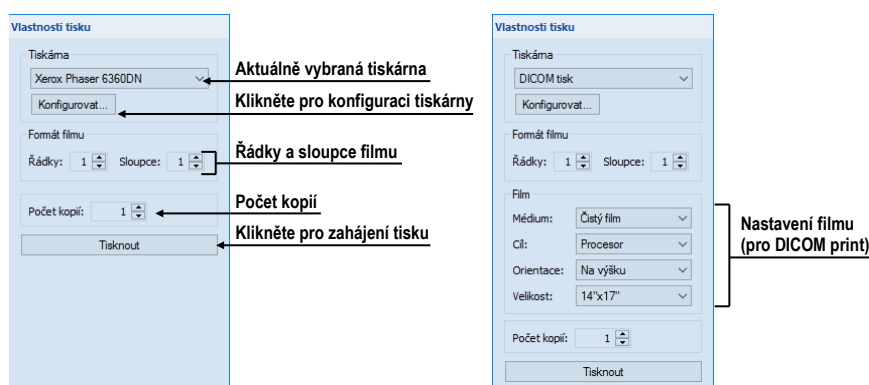 Vlastnosti tisku
Tiskárna
Xerox Phaser 6360DN
Konfigurovat...
Formát filmu
Řádky: 1 Sloupce: 1
Počet kopií: 1
Tisknout
Aktuálně vybraná tiskárna
Klikněte pro konfiguraci tiskárny
Řádky a sloupce filmu
Počet kopií
Klikněte pro zahájení tisku
Vlastnosti tisku
Tiskárna
DICOM tisk
Konfigurovat...
Formát filmu
Řádky: 1 Sloupce: 1
Film
Médium: Čistý film
Cíl: Procesor
Orientace: Na výšku
Velikost: 14"x17"
Počet kopií: 1
Tisknout
Nastavení filmu
(pro DICOM print)